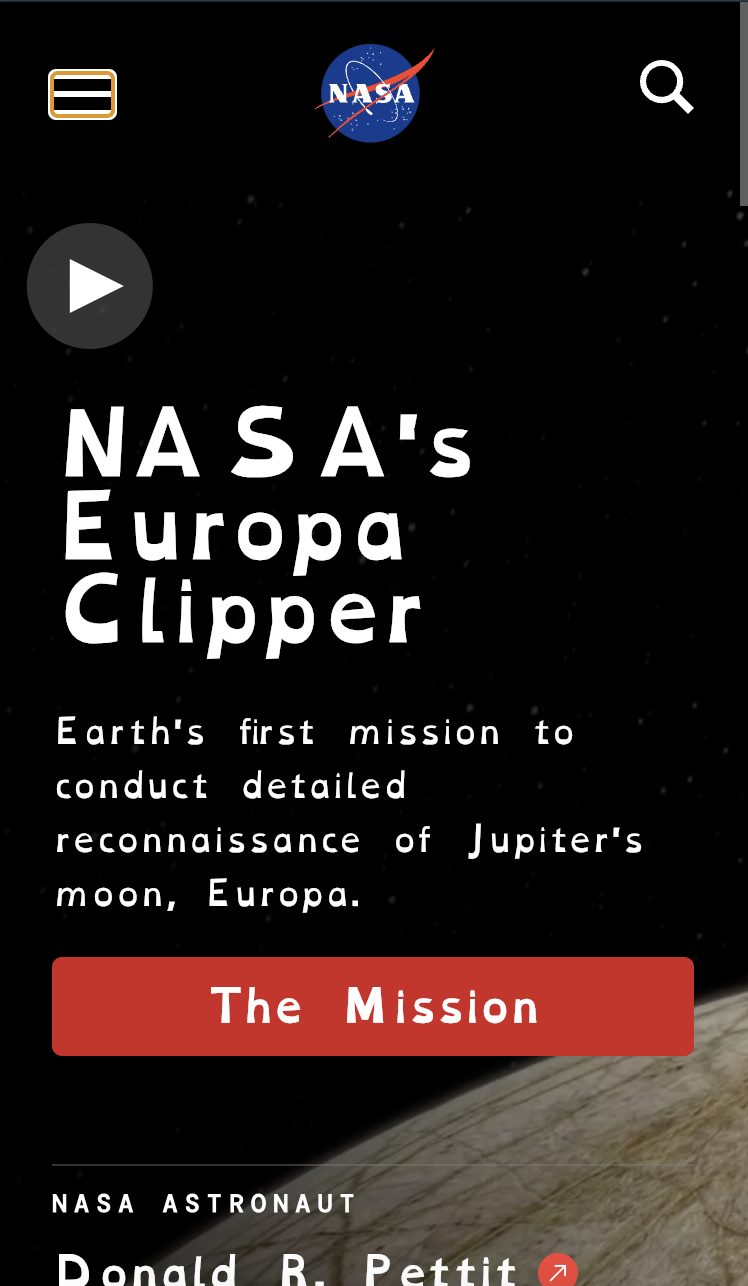 NASA
NASA's
Europa
Clipper
Earth's first mission to
conduct detailed
reconnaissance of Jupiter's
moon, Europa.
The Mission
NASA ASTRONAUT
Donald R. Pettit